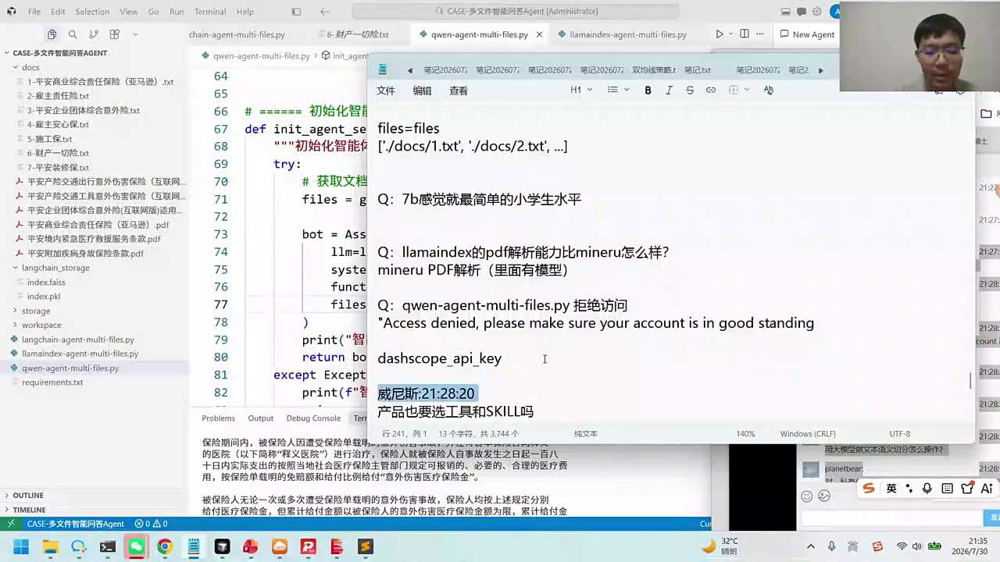 File Edit Selection View Go Run Terminal Help
CASE-多文件智能问答Agent [Administrator]
chain-agent-multi-files.py
6-财产一切险.txt
qwen-agent-multi-files.py
llamaindex-agent-multi-files.py
New Agent
CASE-多文件智能问答AGENT
docs
1-平安商业综合责任保险（亚马逊）.txt
2-雇主责任险.txt
3-平安企业团体综合意外险.txt
4-雇主安心保.txt
5-施工保.txt
6-财产一切险.txt
7-平安装修保.txt
平安产险交通出行意外伤害保险（互联网...
平安产险交通工具意外伤害保险（互联网...
平安企业团体综合意外险(互联网版)适用...
平安商业综合责任保险（亚马逊）.pdf
平安境内紧急医疗救援服务条款.pdf
平安附加疾病身故保险条款.pdf
langchain_storage
index.faiss
index.pkl
storage
workspace
langchain-agent-multi-files.py
llamaindex-agent-multi-files.py
qwen-agent-multi-files.py
requirements.txt
OUTLINE
TIMELINE
qwen-agent-multi-files.py > init_agent
64
65
66 # ====== 初始化智能
67 def init_agent_se
68 """初始化智能体
69 try:
70 # 获取文档
71 files = g
72
73 bot = Ass
74 llm=l
75 syste
76 funct
77 files
78 )
79 print("智
80 return bo
81 except Except
82 print(f"智
Problems Output Debug Console Ter
保险期间内，被保险人因遭受保险单载明
的医院（以下简称“释义医院”）进行治疗，保险人就被保险人自事故发生之日起一百八
十日内实际支出的按照当地社会医疗保险主管部门规定可报销的、必要的、合理的医疗费
用，按保险单载明的免赔额和给付比例给付“意外伤害医疗保险金”。
被保险人无论一次或多次遭受保险单载明的意外伤害事故，保险人均按上述规定分别
给付医疗保险金，但累计给付金额以被保险人的意外伤害医疗保险金额为限，累计给付金
CASE-多文件智能问答Agent 0 0
笔记2026072 笔记2026072 笔记2026072 笔记2026072 双均线策略.t 笔记.txt 笔记2026072 笔记2
文件 编辑 查看
H1
files=files
['./docs/1.txt', './docs/2.txt', ...]
Q：7b感觉就最简单的小学生水平
Q：llamaindex的pdf解析能力比mineru怎么样?
mineru PDF解析（里面有模型）
Q：qwen-agent-multi-files.py 拒绝访问
"Access denied, please make sure your account is in good standing
dashscope_api_key
威尼斯:21:28:20
产品也要选工具和SKILL吗
行 241，列 1 13 个字符，共 3,744 个 纯文本 140% Windows (CRLF) UTF-8
用大模型做文本语义切分怎么操作?
planetbear:
英
32°C
晴朗
英
21:35
2026/7/30